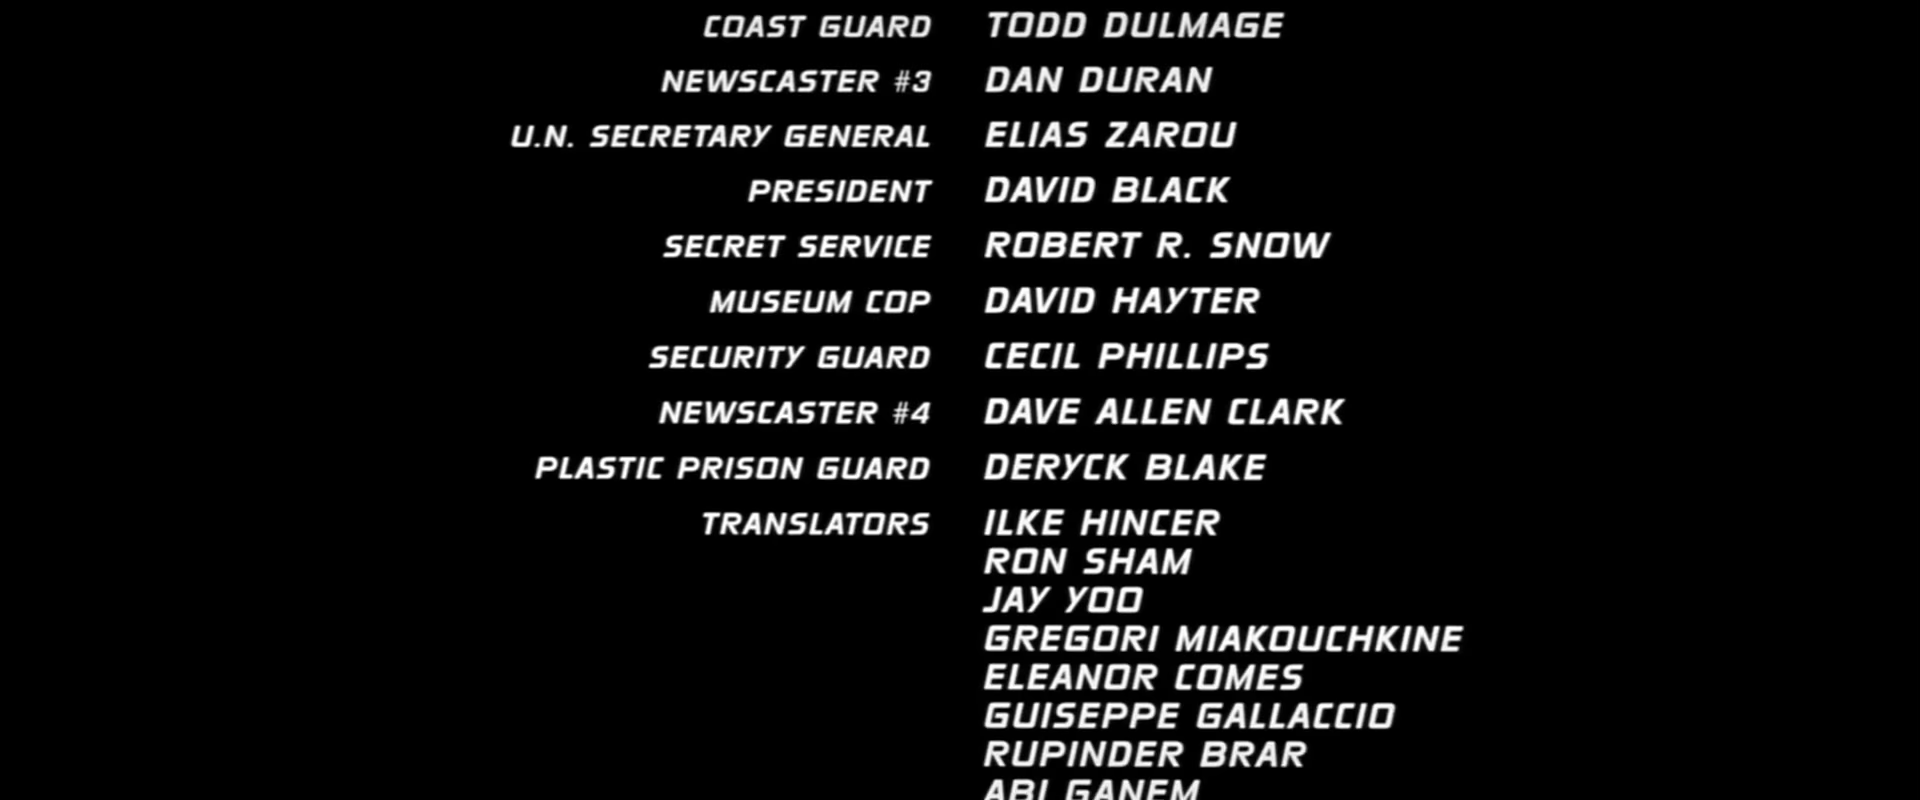 COAST GUARD TODD DULMAGE
NEWSCASTER #3 DAN DURAN
U.N. SECRETARY GENERAL ELIAS ZAROU
PRESIDENT DAVID BLACK
SECRET SERVICE ROBERT R. SNOW
MUSEUM COP DAVID HAYTER
SECURITY GUARD CECIL PHILLIPS
NEWSCASTER #4 DAVE ALLEN CLARK
PLASTIC PRISON GUARD DERYCK BLAKE
TRANSLATORS ILKE HINCER
RON SHAM
JAY YOO
GREGORI MIAKOUCHKINE
ELEANOR COMES
GUISEPPE GALLACCIO
RUPINDER BRAR
ABI GANEM